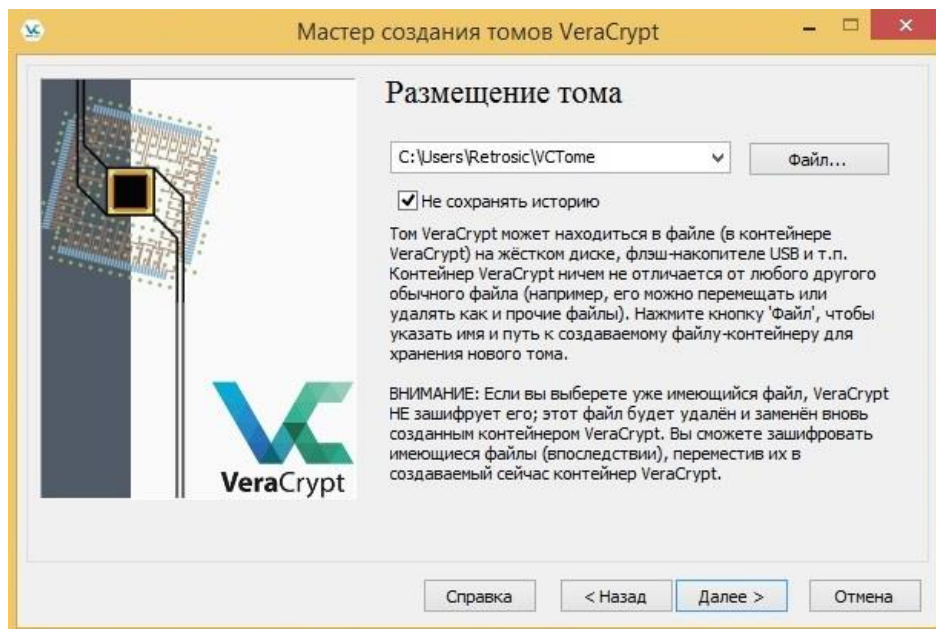 Мастер создания томов VeraCrypt
Размещение тома
C:\Users\Retrosic\VCTome
Файл...
Не сохранять историю
Том VeraCrypt может находиться в файле (в контейнере
VeraCrypt) на жёстком диске, флэш-накопителе USB и т.п.
Контейнер VeraCrypt ничем не отличается от любого другого
обычного файла (например, его можно перемещать или
удалять как и прочие файлы). Нажмите кнопку 'Файл', чтобы
указать имя и путь к создаваемому файлу-контейнеру для
хранения нового тома.
ВНИМАНИЕ: Если вы выберете уже имеющийся файл, VeraCrypt
НЕ зашифрует его; этот файл будет удалён и заменён вновь
созданным контейнером VeraCrypt. Вы сможете зашифровать
имеющиеся файлы (впоследствии), переместив их в
создаваемый сейчас контейнер VeraCrypt.
VeraCrypt
Справка
< Назад
Далее >
Отмена